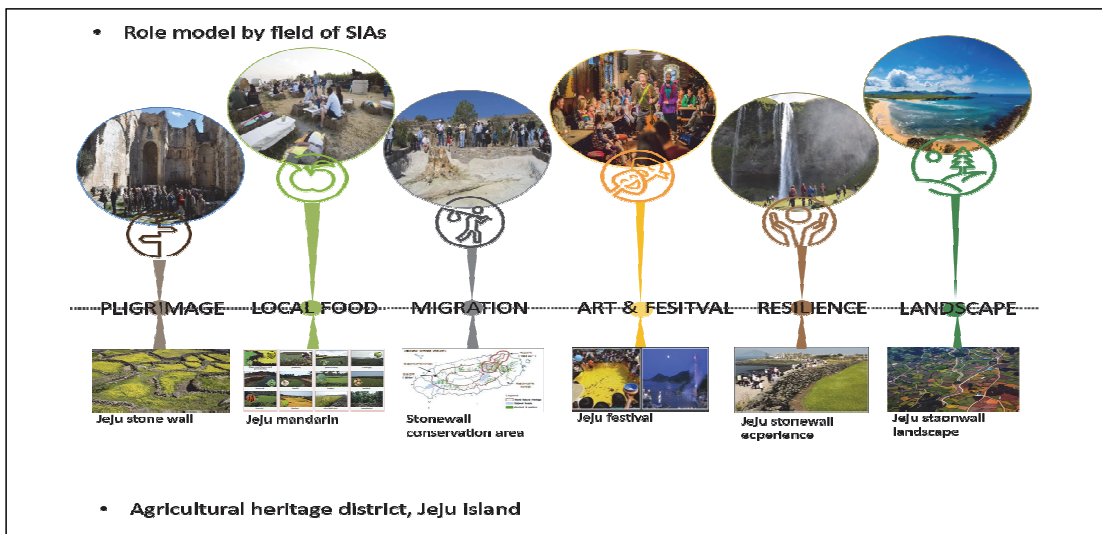 • Role model by field of SIAs
PLIGRIMAGE LOCAL FOOD MIGRATION ART & FESITVAL RESILIENCE LANDSCAPE
Jeju stone wall
Jeju mandarin
Stonewall
conservation area
Jeju festival
Jeju stonewall
ecperience
Jeju staonwall
landscape
• Agricultural heritage district, Jeju island